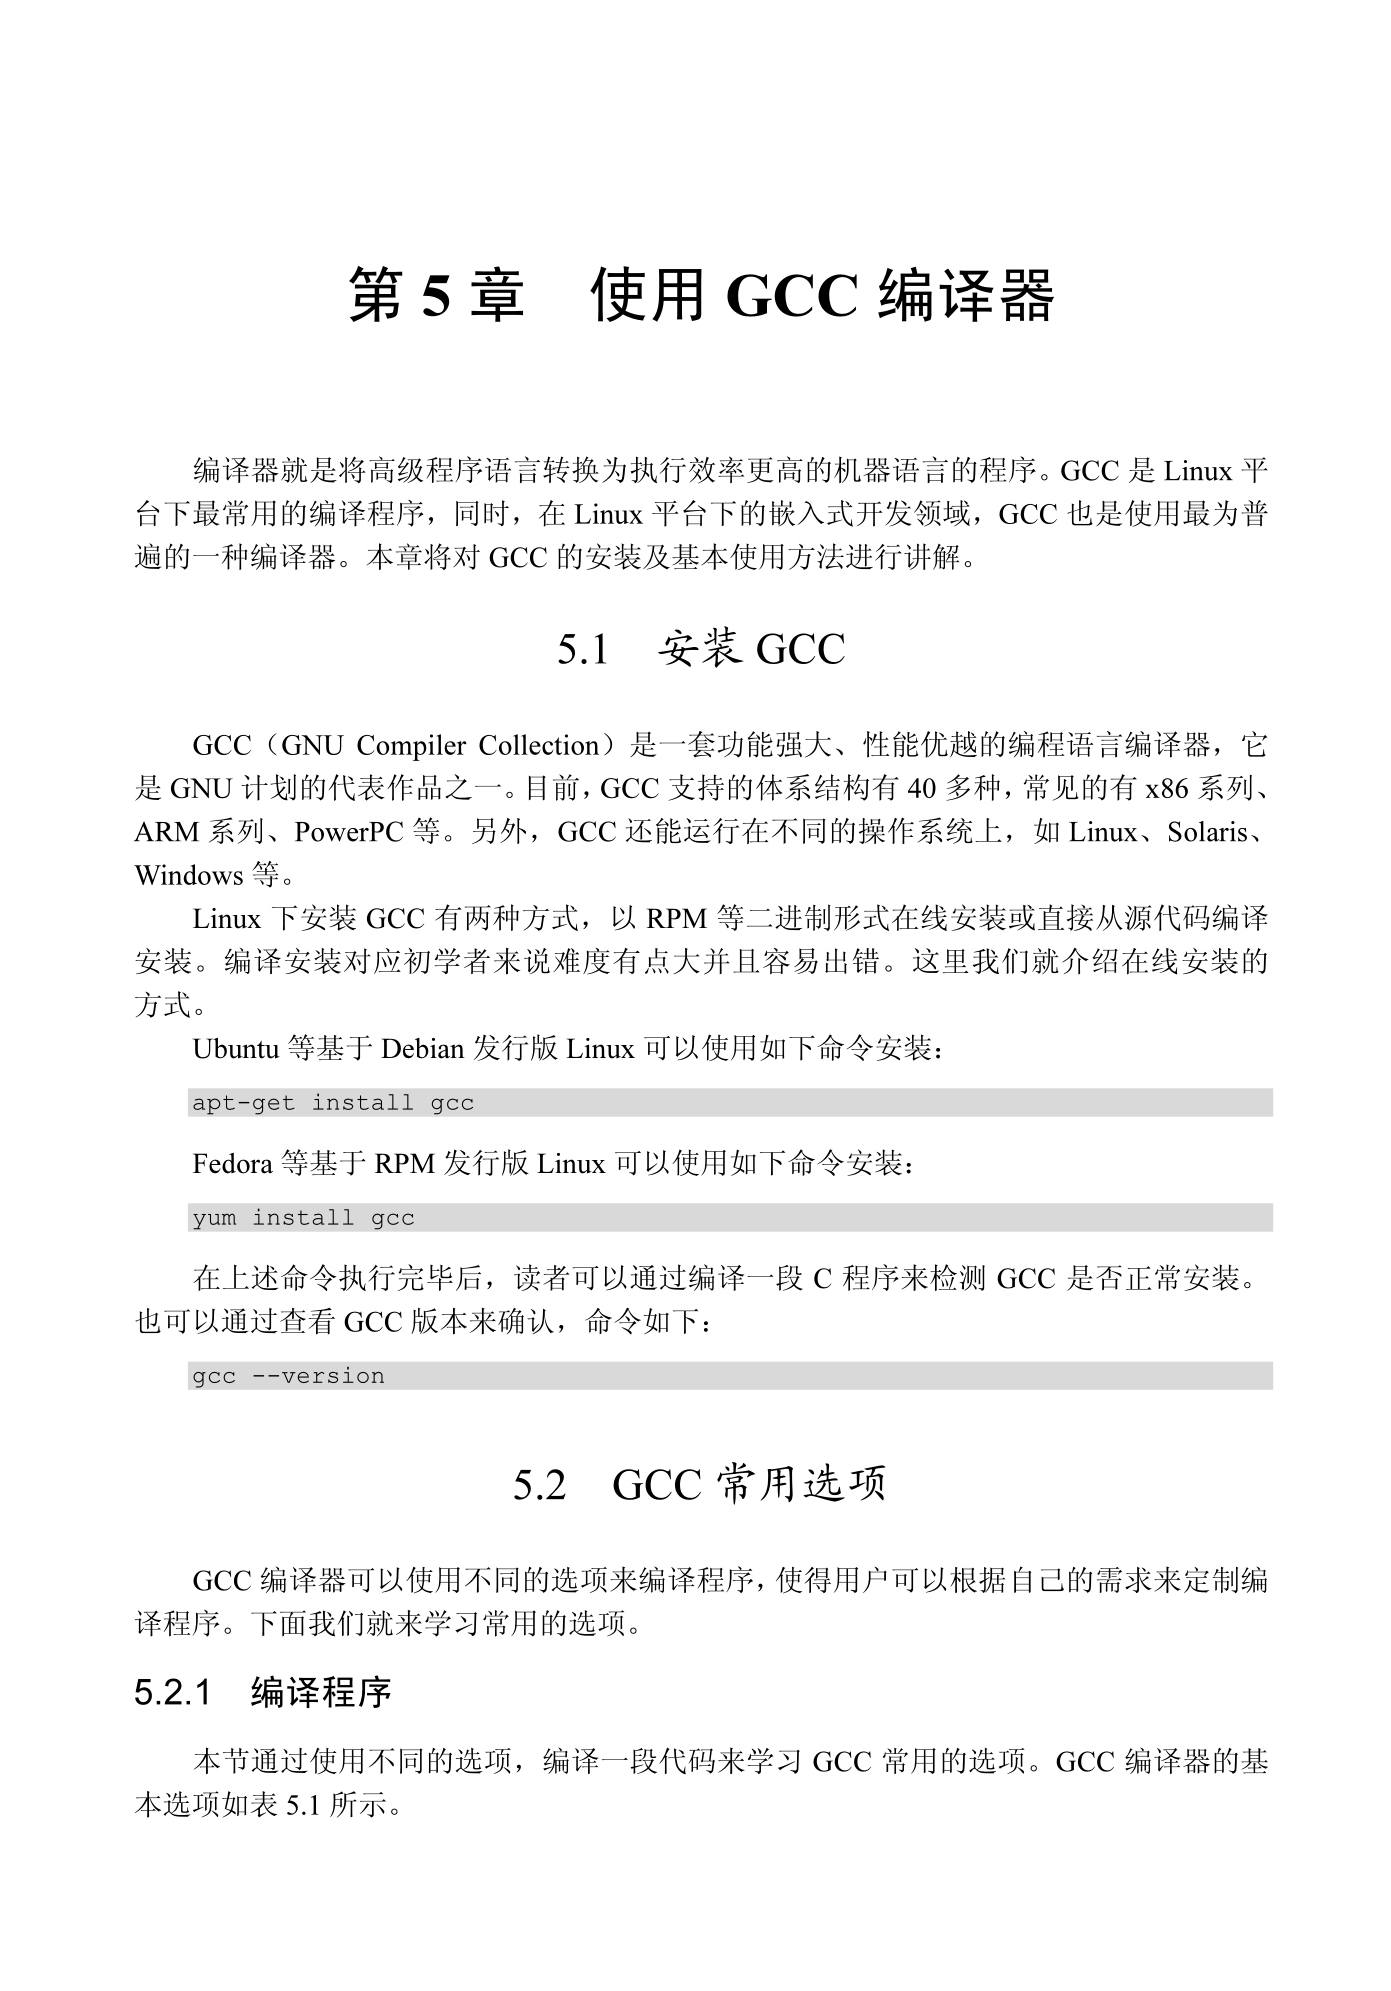 第 5 章　使用 GCC 编译器
编译器就是将高级程序语言转换为执行效率更高的机器语言的程序。GCC 是 Linux 平
台下最常用的编译程序，同时，在 Linux 平台下的嵌入式开发领域，GCC 也是使用最为普
遍的一种编译器。本章将对 GCC 的安装及基本使用方法进行讲解。
5.1　安装 GCC
GCC（GNU Compiler Collection）是一套功能强大、性能优越的编程语言编译器，它
是 GNU 计划的代表作品之一。目前，GCC 支持的体系结构有 40 多种，常见的有 x86 系列、
ARM 系列、PowerPC 等。另外，GCC 还能运行在不同的操作系统上，如 Linux、Solaris、
Windows 等。
Linux 下安装 GCC 有两种方式，以 RPM 等二进制形式在线安装或直接从源代码编译
安装。编译安装对应初学者来说难度有点大并且容易出错。这里我们就介绍在线安装的
方式。
Ubuntu 等基于 Debian 发行版 Linux 可以使用如下命令安装：
apt-get install gcc
Fedora 等基于 RPM 发行版 Linux 可以使用如下命令安装：
yum install gcc
在上述命令执行完毕后，读者可以通过编译一段 C 程序来检测 GCC 是否正常安装。
也可以通过查看 GCC 版本来确认，命令如下：
gcc --version
5.2　GCC 常用选项
GCC 编译器可以使用不同的选项来编译程序，使得用户可以根据自己的需求来定制编
译程序。下面我们就来学习常用的选项。
5.2.1　编译程序
本节通过使用不同的选项，编译一段代码来学习 GCC 常用的选项。GCC 编译器的基
本选项如表 5.1 所示。